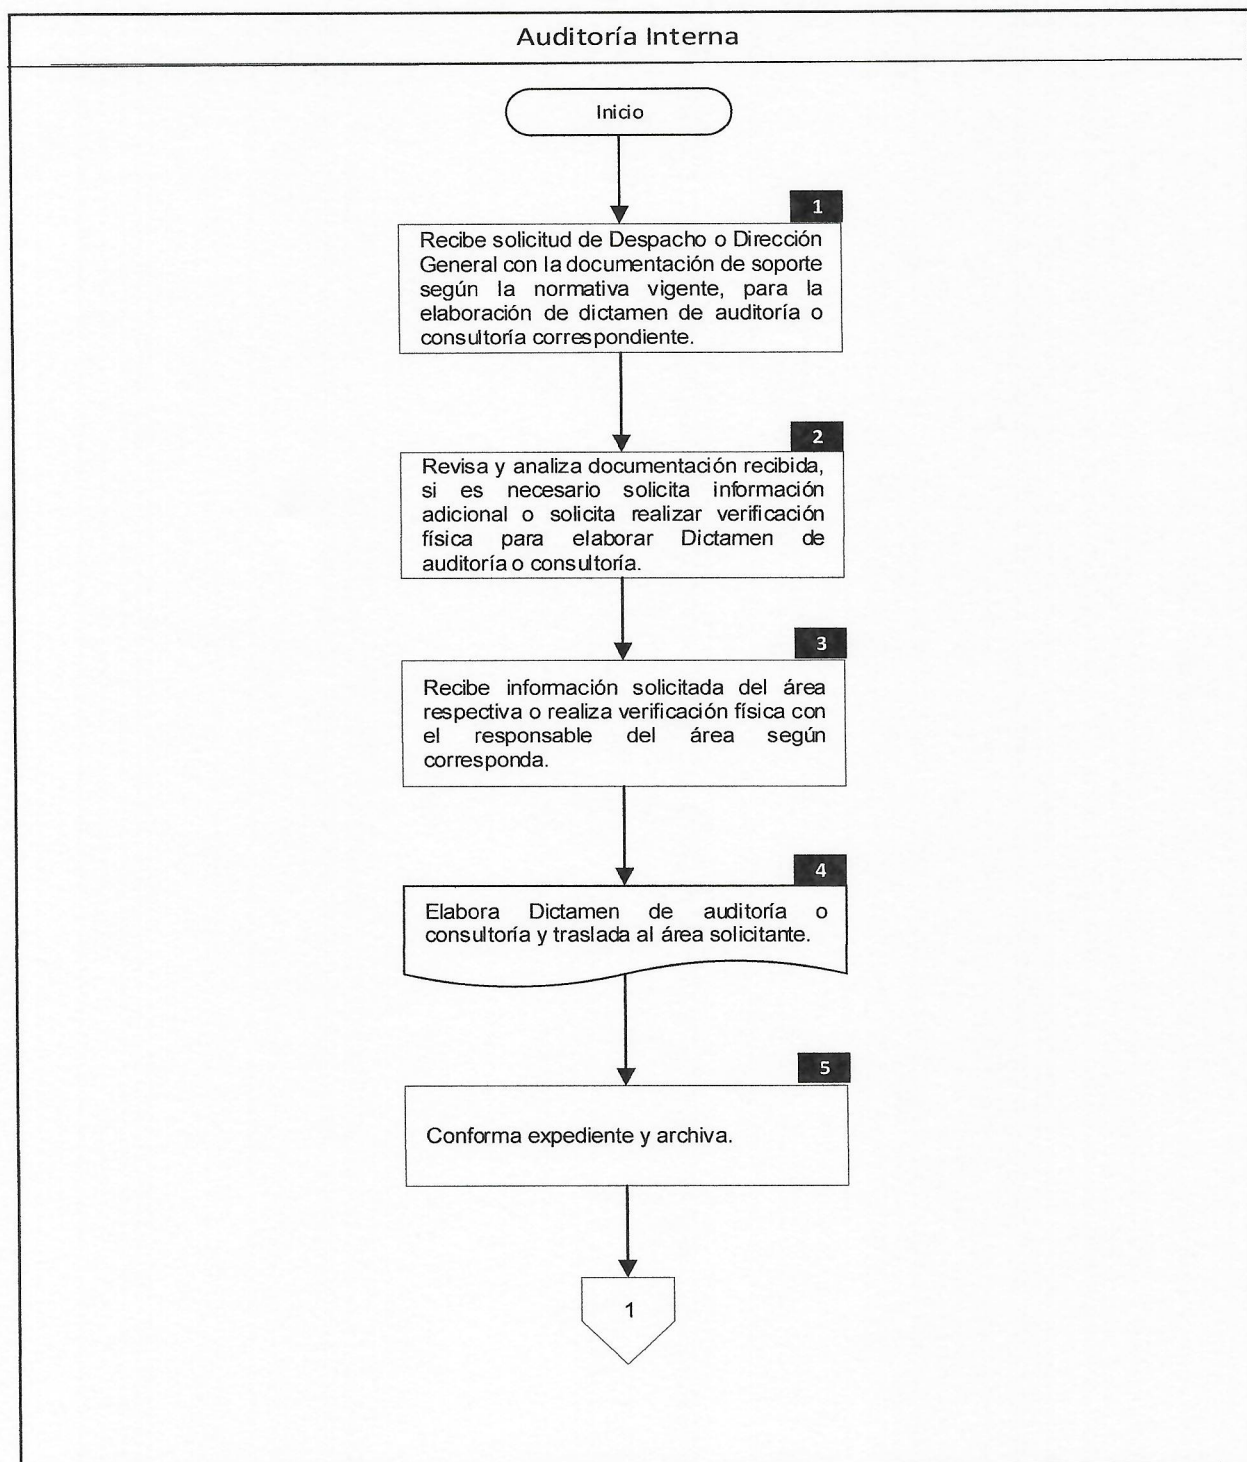 Auditoría Interna
Inicio
1
Recibe solicitud de Despacho o Dirección
General con la documentación de soporte
según la normativa vigente, para la
elaboración de dictamen de auditoría o
consultoría correspondiente.
2
Revisa y analiza documentación recibida,
si es necesario solicita información
adicional o solicita realizar verificación
física para elaborar Dictamen de
auditoría o consultoría.
3
Recibe información solicitada del área
respectiva o realiza verificación física con
el responsable del área según
corresponda.
4
Elabora Dictamen de auditoría o
consultoría y traslada al área solicitante.
5
Conforma expediente y archiva.
1